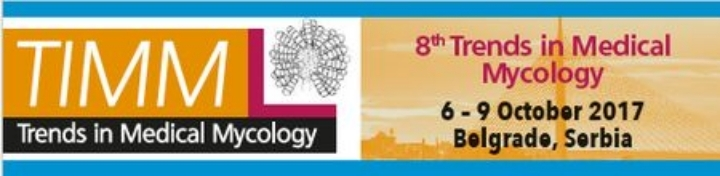 TIMM
Trends in Medical Mycology
8th Trends in Medical
Mycology
6 - 9 October 2017
Belgrade, Serbia